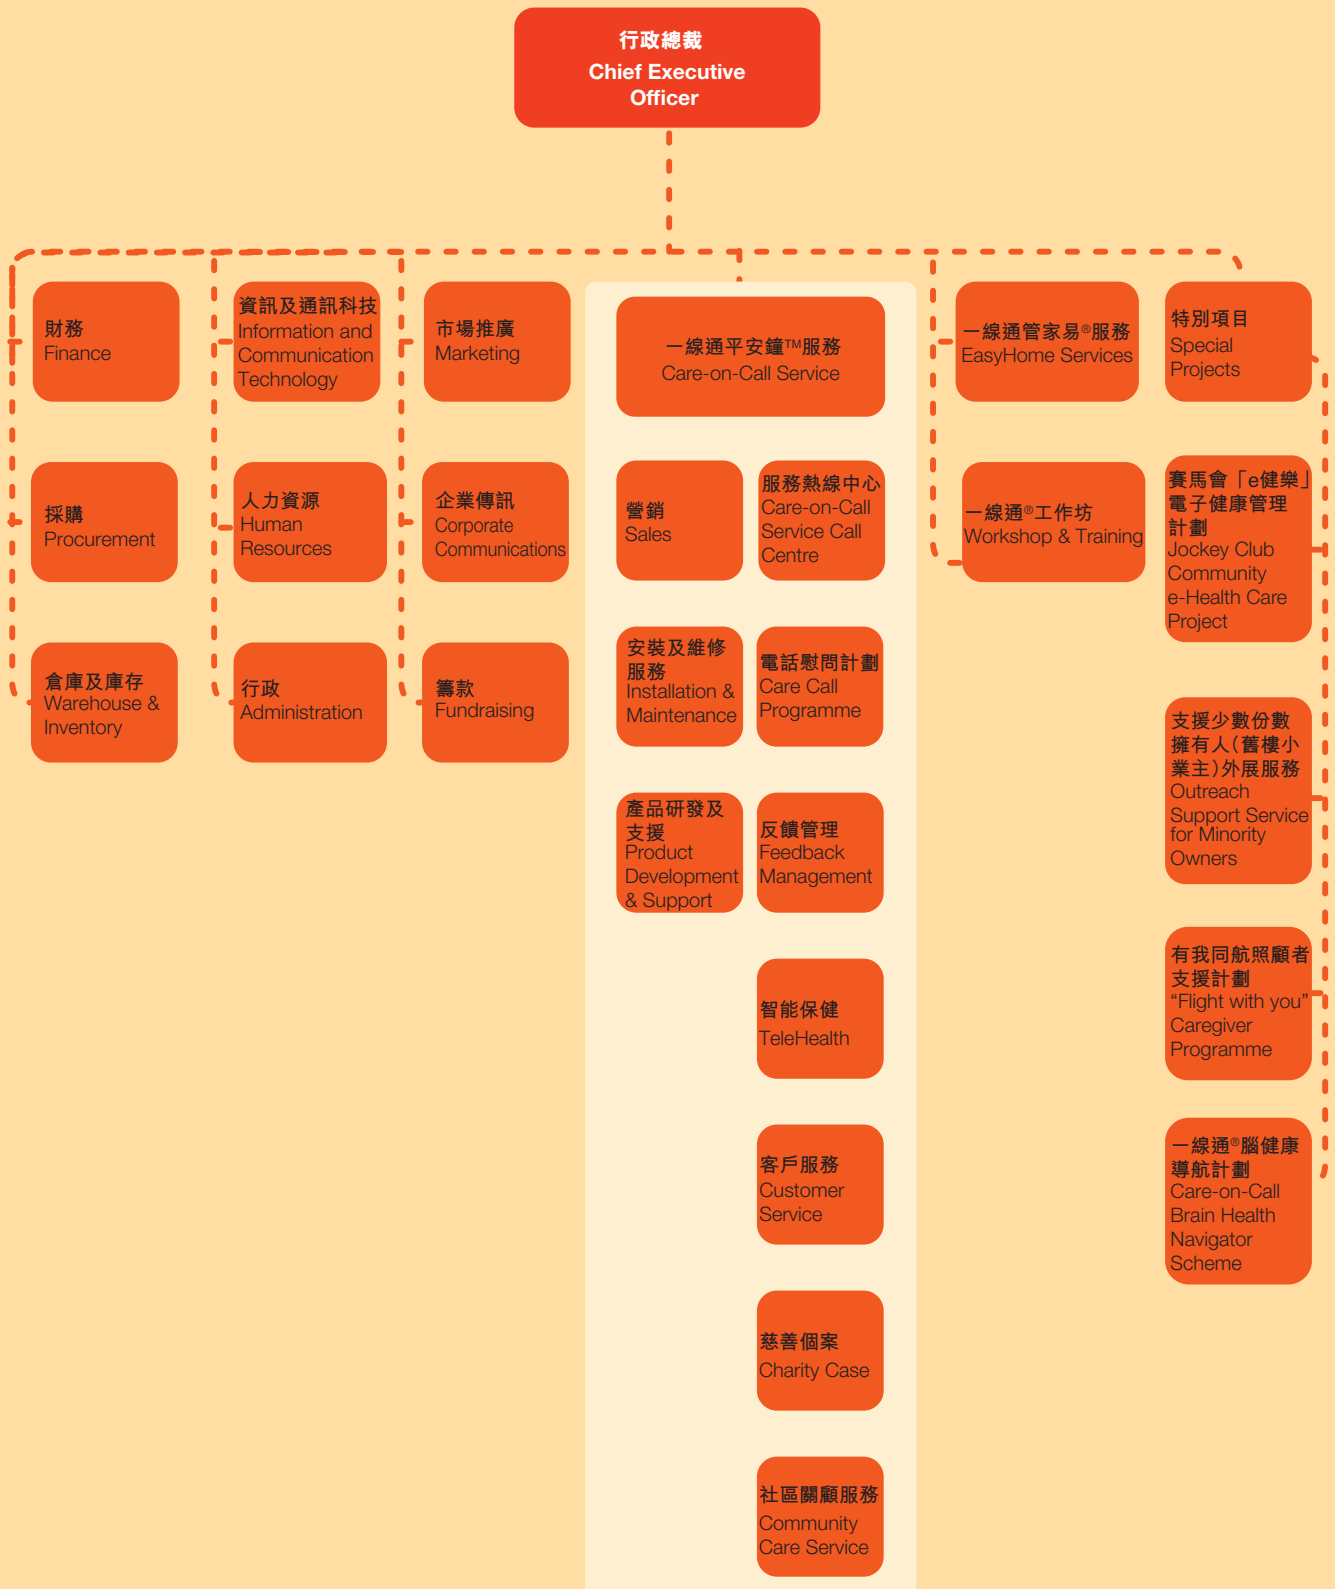 行政總裁
Chief Executive
Officer
財務
Finance
採購
Procurement
倉庫及庫存
Warehouse &
Inventory
資訊及通訊科技
Information and
Communication
Technology
人力資源
Human
Resources
行政
Administration
市場推廣
Marketing
企業傳訊
Corporate
Communications
籌款
Fundraising
一線通平安鐘™服務
Care-on-Call Service
營銷
Sales
安裝及維修
服務
Installation &
Maintenance
產品研發及
支援
Product
Development
& Support
服務熱線中心
Care-on-Call
Service Call
Centre
電話慰問計劃
Care Call
Programme
反饋管理
Feedback
Management
智能保健
TeleHealth
客戶服務
Customer
Service
慈善個案
Charity Case
社區關顧服務
Community
Care Service
一線通管家易®服務
EasyHome Services
一線通®工作坊
Workshop & Training
特別項目
Special
Projects
賽馬會「e健樂」
電子健康管理
計劃
Jockey Club
Community
e-Health Care
Project
支援少數份數
擁有人(舊樓小
業主)外展服務
Outreach
Support Service
for Minority
Owners
有我同航照顧者
支援計劃
“Flight with you”
Caregiver
Programme
一線通®腦健康
導航計劃
Care-on-Call
Brain Health
Navigator
Scheme